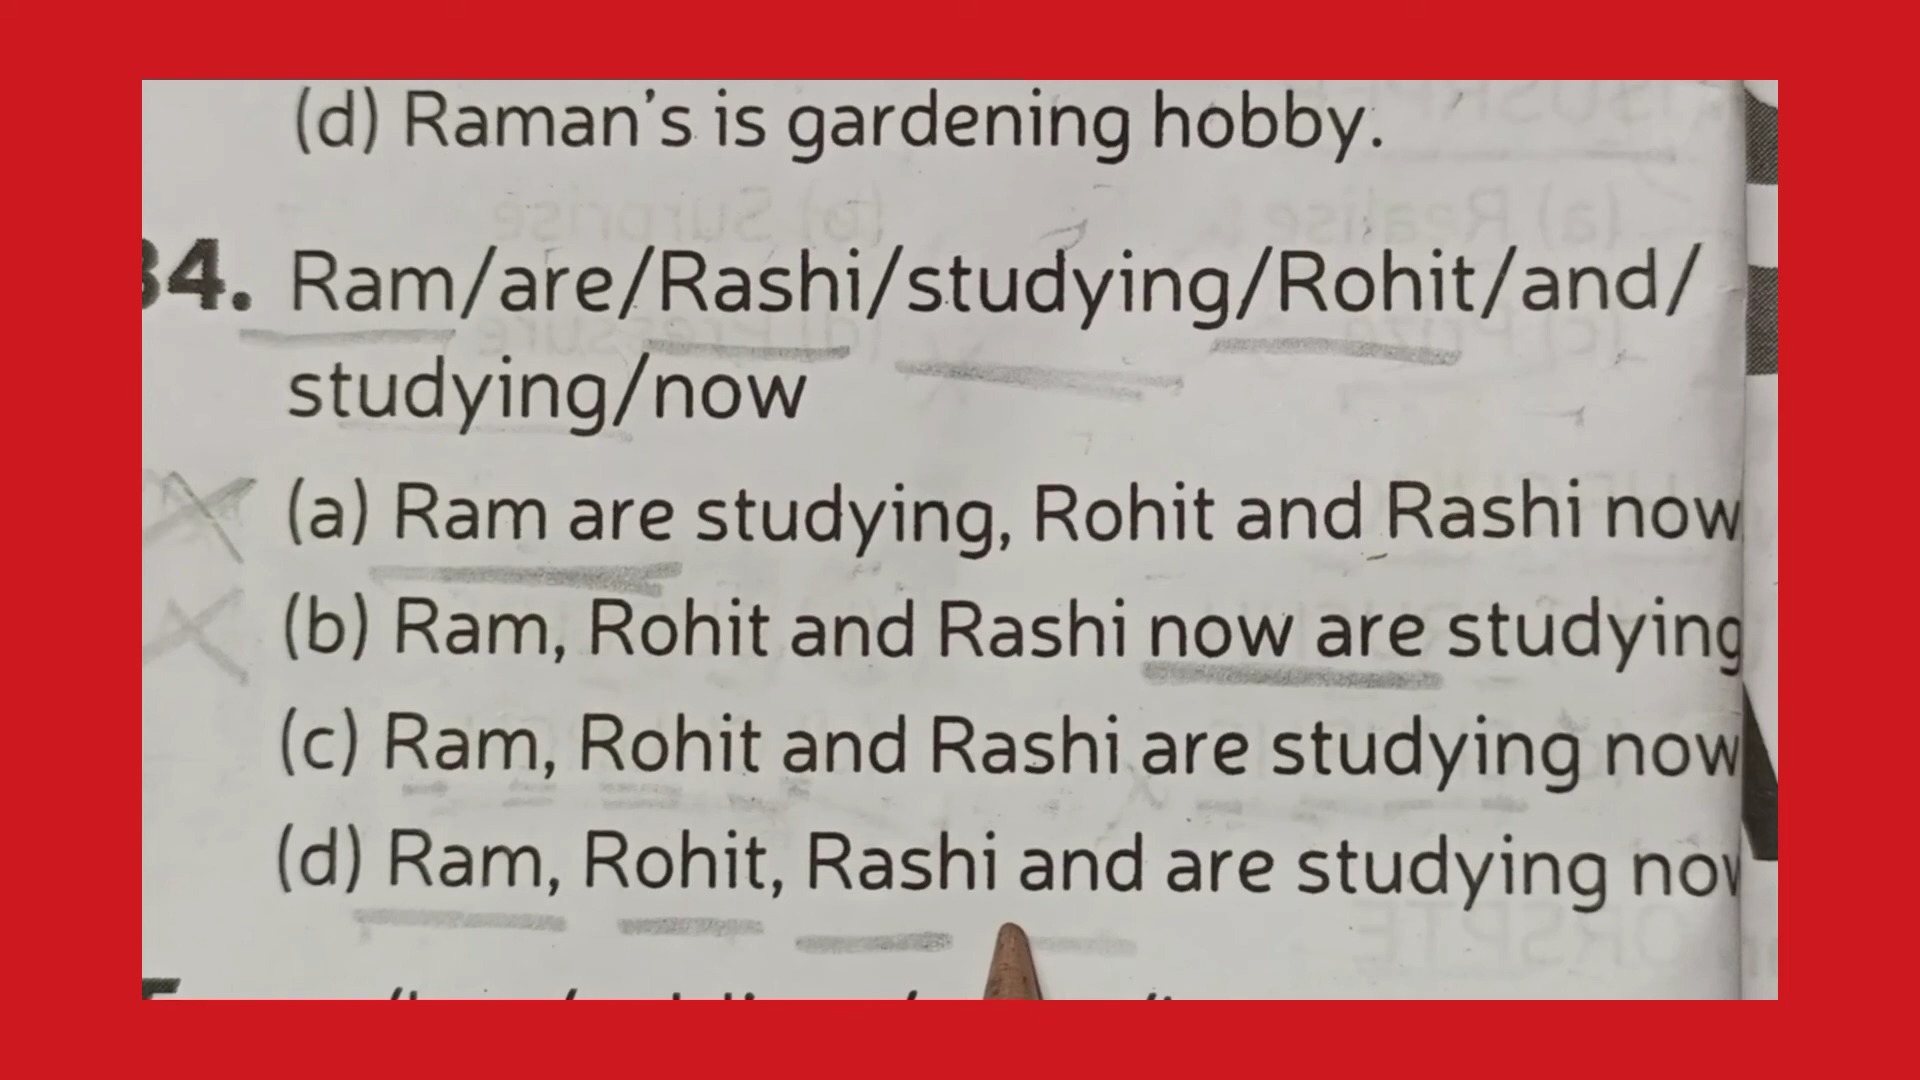 (d) Raman's is gardening hobby.
34. Ram/are/Rashi/studying/Rohit/and/
studying/now
(a) Ram are studying, Rohit and Rashi now
(b) Ram, Rohit and Rashi now are studying
(c) Ram, Rohit and Rashi are studying now
(d) Ram, Rohit, Rashi and are studying now